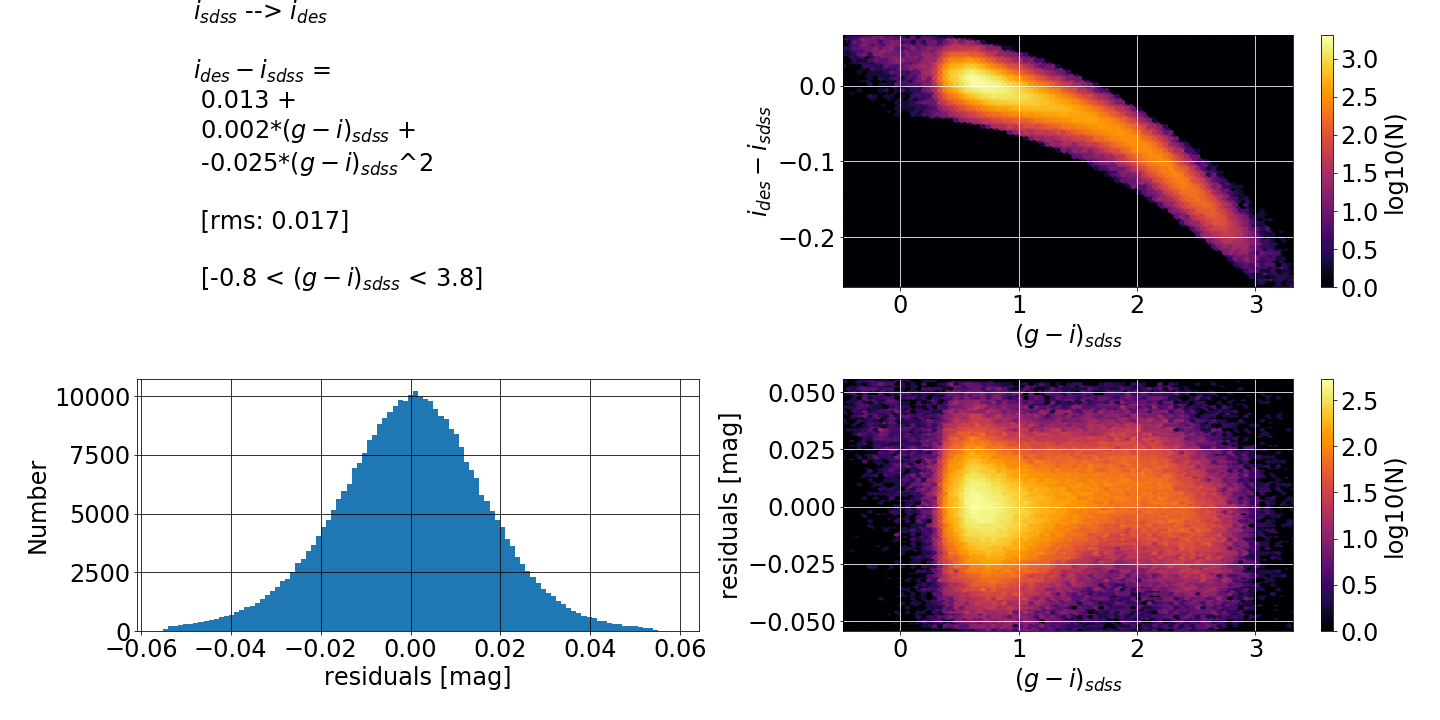 i_sdss --> i_des
i_des − i_sdss =
0.013 +
0.002*(g − i)_sdss +
-0.025*(g − i)_sdss^2
[rms: 0.017]
[-0.8 < (g − i)_sdss < 3.8]
0.0
−0.1
−0.2
i_des − i_sdss
0 1 2 3
(g − i)_sdss
3.0
2.5
2.0
1.5
1.0
0.5
0.0
log10(N)
10000
7500
5000
2500
0
Number
−0.06 −0.04 −0.02 0.00 0.02 0.04 0.06
residuals [mag]
0.050
0.025
0.000
−0.025
−0.050
residuals [mag]
0 1 2 3
(g − i)_sdss
2.5
2.0
1.5
1.0
0.5
0.0
log10(N)